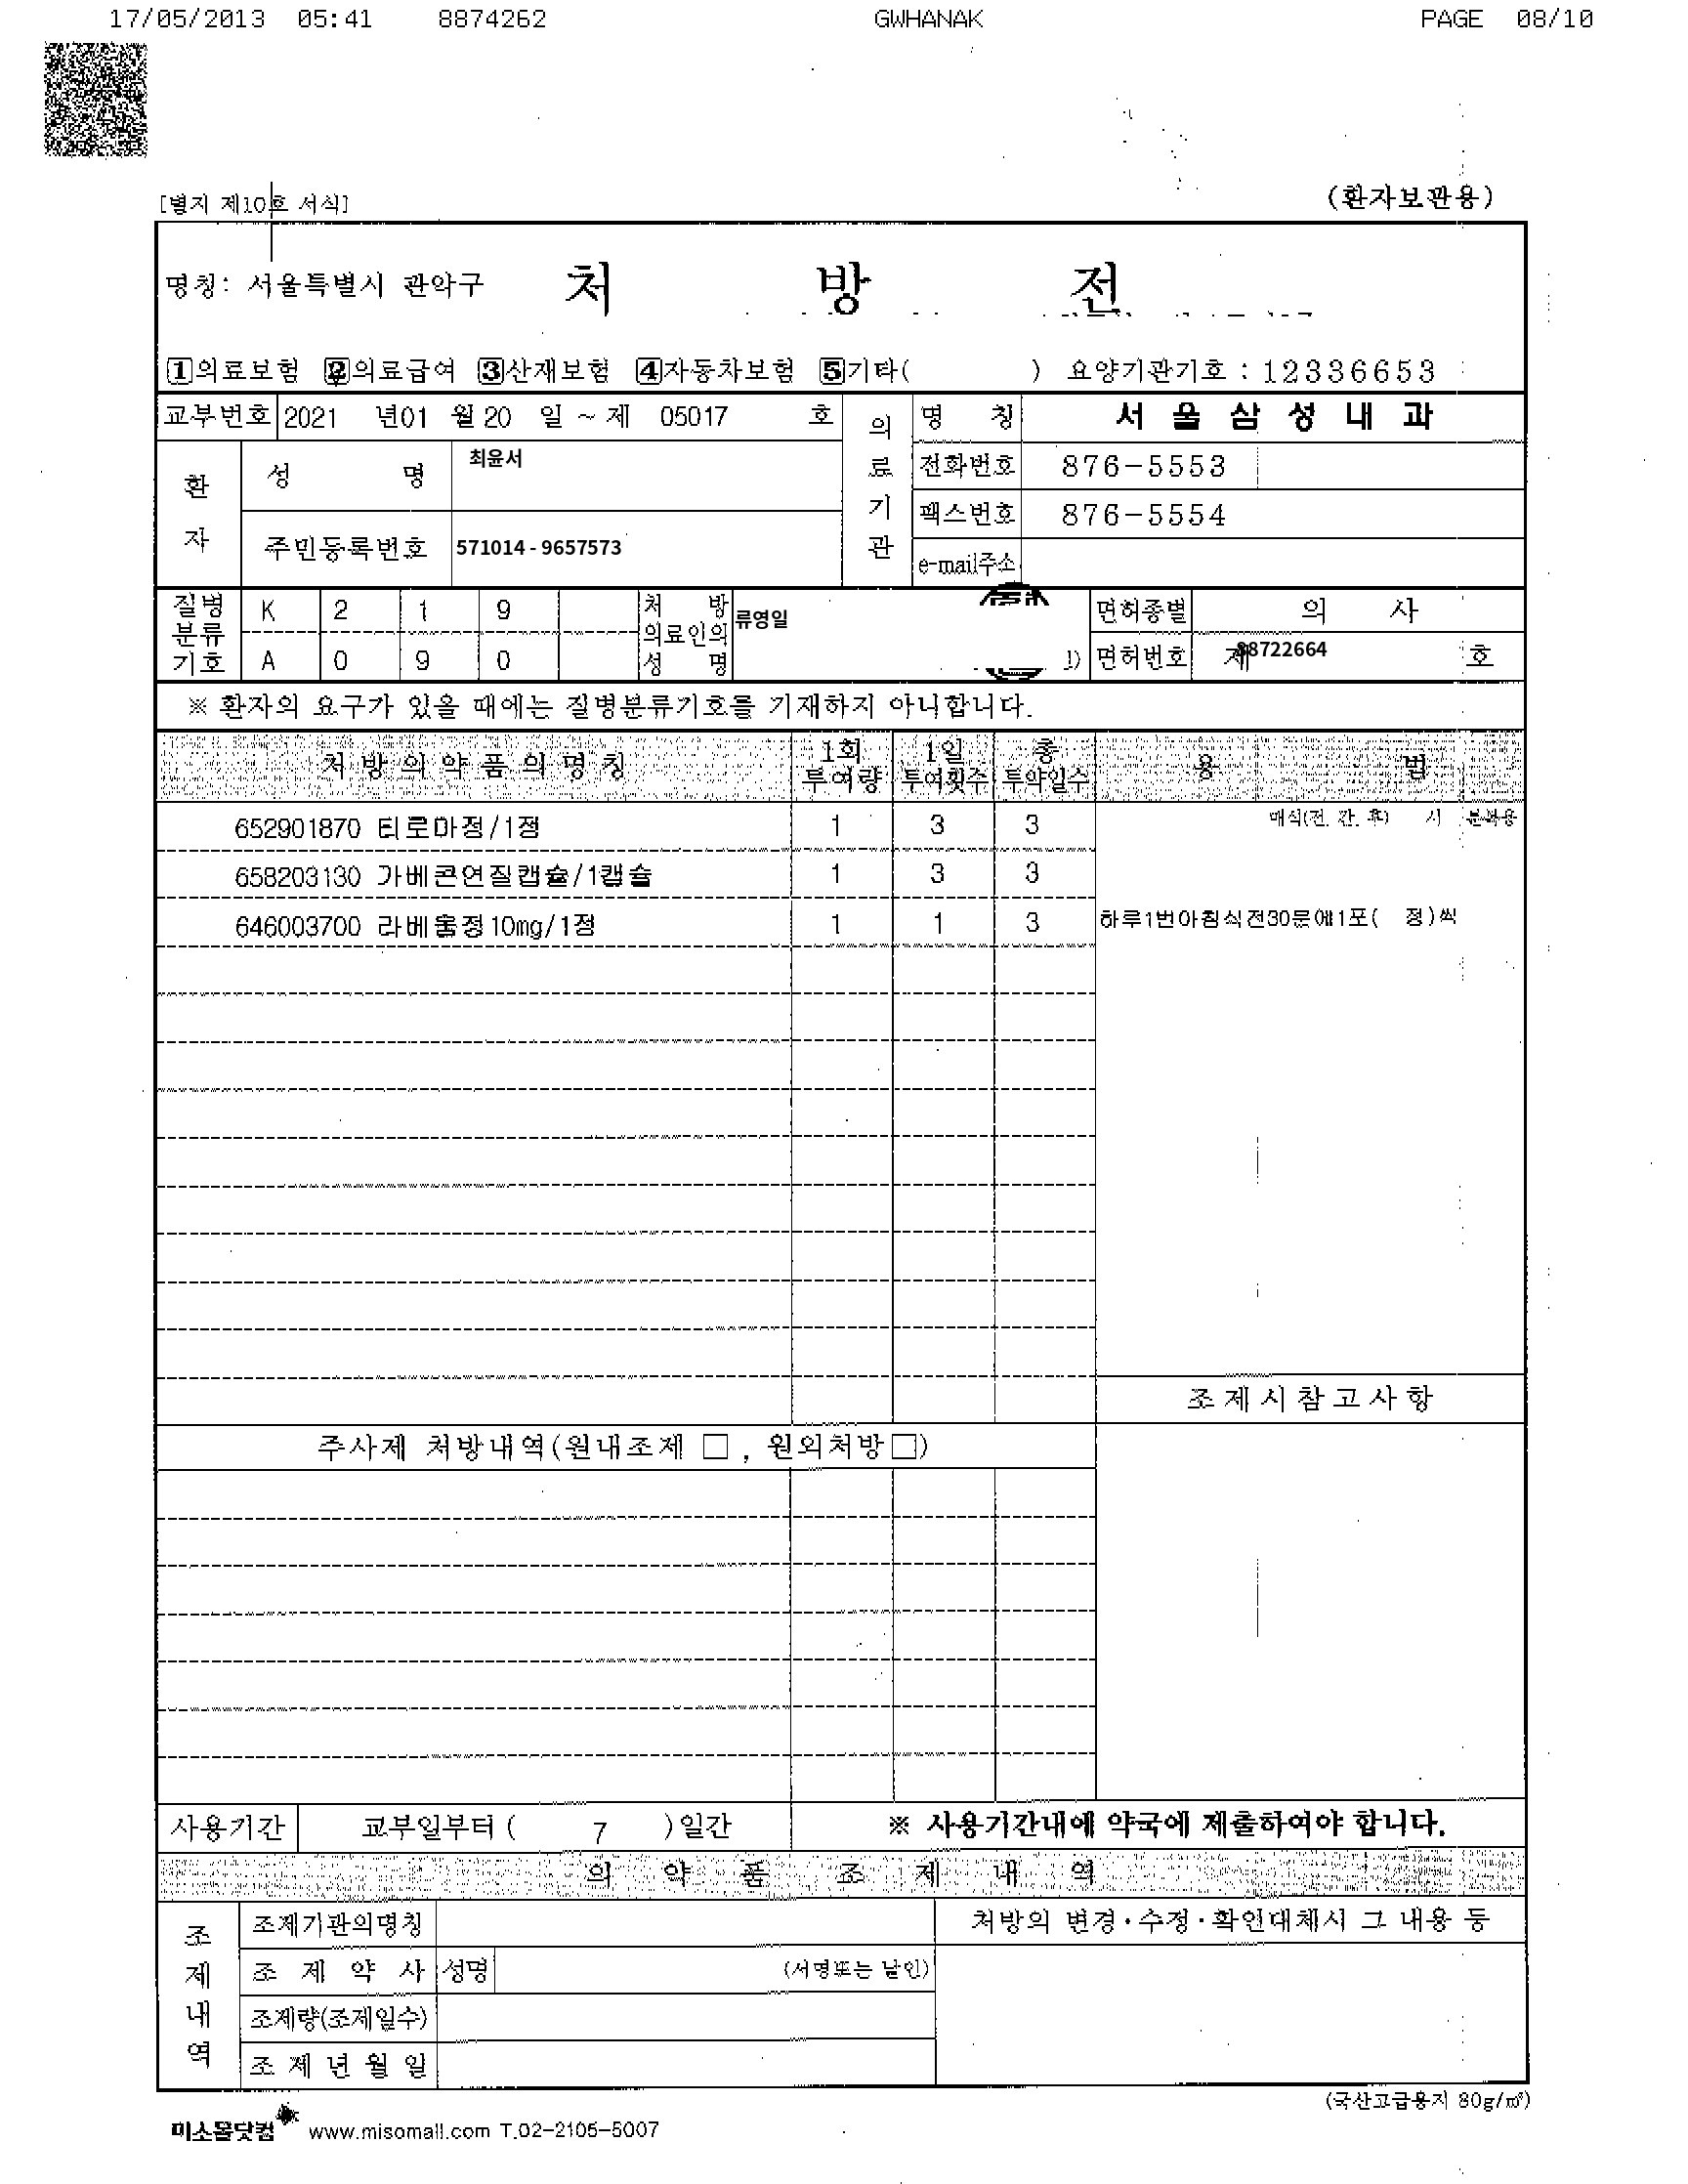 17/05/2013 05:41 8874262 GWHANAK PAGE 08/10
[별지 제10호 서식] (환자보관용)
명칭: 서울특별시 관악구 처 방 전
1의료보험 2의료급여 3산재보험 4자동차보험 5기타( ) 요양기관기호 : 12336653
교부번호 2021 년 01 월 20 일 ~ 제 05017 호
의료기관 명 칭 서울삼성내과
환자 성 명 최윤서
전화번호 876-5553
팩스번호 876-5554
주민등록번호 571014 - 9657573
e-mail주소
질병분류기호 K 2 1 9
A 0 9 0
처 방 의료인의 성 명 류영일
면허종별 의 사
면허번호 제88722664 호
※ 환자의 요구가 있을 때에는 질병분류기호를 기재하지 아니합니다.
처방의약품의명칭 1회 투여량 1일 투여횟수 총 투약일수 용 법
652901870 티로마정/1정 1 3 3 매식(전. 간. 후) 시 분복용
658203130 가베콘연질캡슐/1캡슐 1 3 3
646003700 라베울정10mg/1정 1 1 3 하루1번아침식전30분에1포( 정)씩
조제시참고사항
주사제 처방내역(원내조제 □ , 원외처방□)
사용기간 교부일부터 ( 7 )일간 ※ 사용기간내에 약국에 제출하여야 합니다.
의 약 품 조 제 내 역
조제내역 조제기관의명칭 처방의 변경·수정·확인대체시 그 내용 등
조 제 약 사 성명 (서명또는 날인)
조제량(조제일수)
조 제 년 월 일
(국산고급용지 80g/㎡)
미소몰닷컴 www.misomall.com T.02-2105-5007